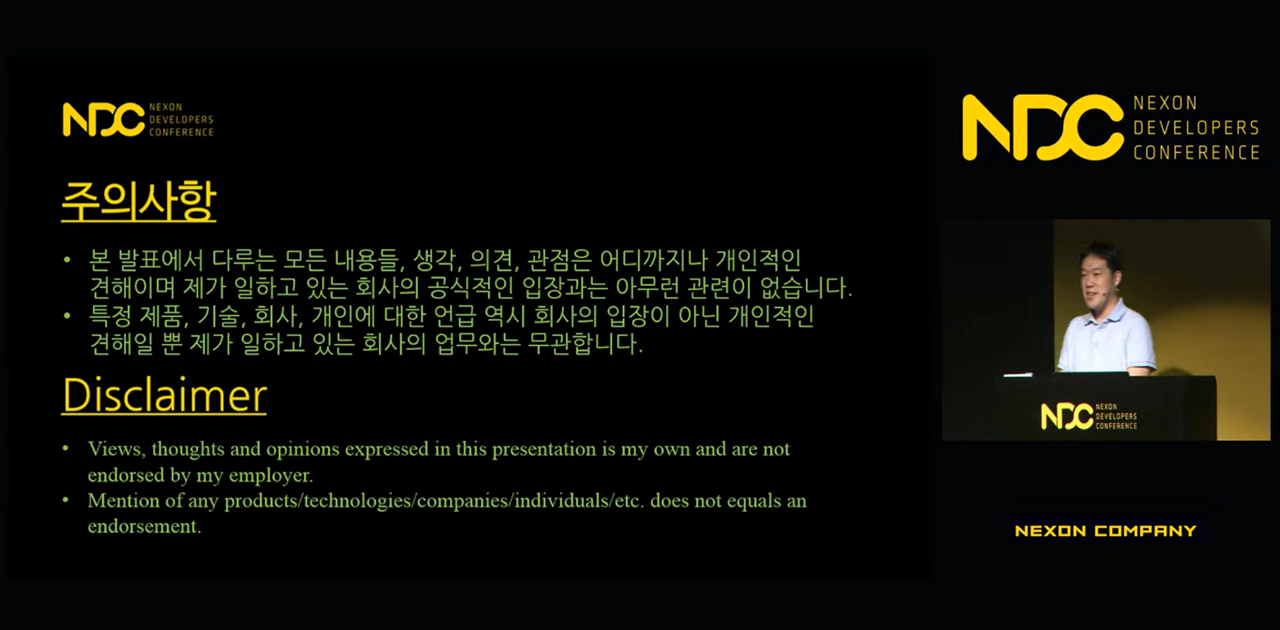 NDC NEXON
DEVELOPERS
CONFERENCE
주의사항
• 본 발표에서 다루는 모든 내용들, 생각, 의견, 관점은 어디까지나 개인적인
견해이며 제가 일하고 있는 회사의 공식적인 입장과는 아무런 관련이 없습니다.
• 특정 제품, 기술, 회사, 개인에 대한 언급 역시 회사의 입장이 아닌 개인적인
견해일 뿐 제가 일하고 있는 회사의 업무와는 무관합니다.
Disclaimer
• Views, thoughts and opinions expressed in this presentation is my own and are not
endorsed by my employer.
• Mention of any products/technologies/companies/individuals/etc. does not equals an
endorsement.
NDC NEXON
DEVELOPERS
CONFERENCE
NDC NEXON
DEVELOPERS
CONFERENCE
NEXON COMPANY